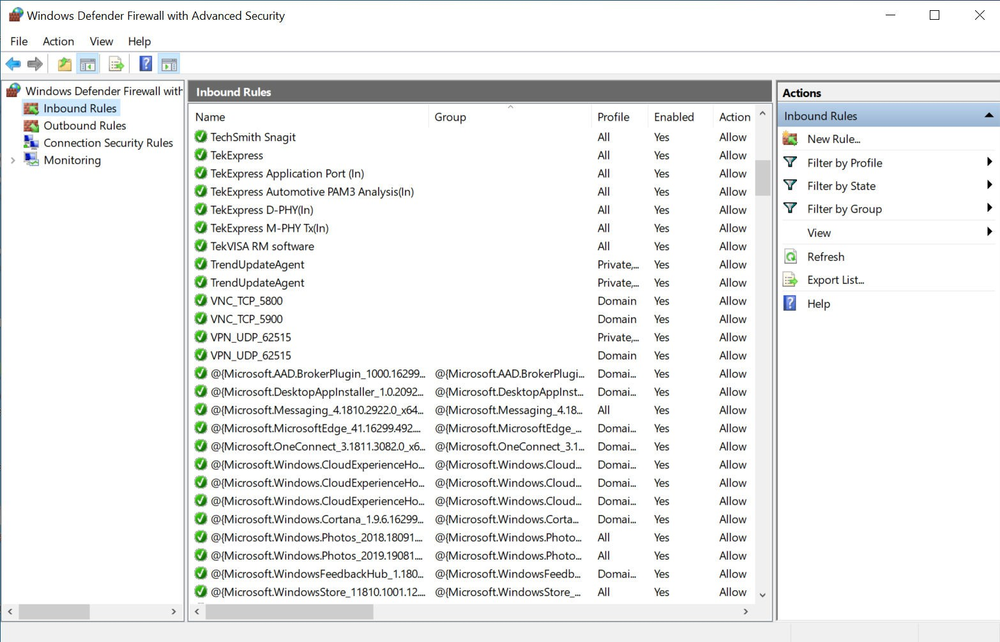 Windows Defender Firewall with Advanced Security
File Action View Help
Windows Defender Firewall with
Inbound Rules
Outbound Rules
Connection Security Rules
Monitoring
Inbound Rules
Name Group Profile Enabled Action
TechSmith Snagit All Yes Allow
TekExpress All Yes Allow
TekExpress Application Port (In) All Yes Allow
TekExpress Automotive PAM3 Analysis(In) All Yes Allow
TekExpress D-PHY(In) All Yes Allow
TekExpress M-PHY Tx(In) All Yes Allow
TekVISA RM software All Yes Allow
TrendUpdateAgent Private,... Yes Allow
TrendUpdateAgent Private,... Yes Allow
VNC_TCP_5800 Domain Yes Allow
VNC_TCP_5900 Domain Yes Allow
VPN_UDP_62515 Private,... Yes Allow
VPN_UDP_62515 Domain Yes Allow
@{Microsoft.AAD.BrokerPlugin_1000.16299... @{Microsoft.AAD.BrokerPlugi... Domai... Yes Allow
@{Microsoft.DesktopAppInstaller_1.0.2092... @{Microsoft.DesktopAppInst... Domai... Yes Allow
@{Microsoft.Messaging_4.1810.2922.0_x64... @{Microsoft.Messaging_4.18... All Yes Allow
@{Microsoft.MicrosoftEdge_41.16299.492.... @{Microsoft.MicrosoftEdge_... Domai... Yes Allow
@{Microsoft.OneConnect_3.1811.3082.0_x6... @{Microsoft.OneConnect_3.1... Domai... Yes Allow
@{Microsoft.Windows.CloudExperienceHo... @{Microsoft.Windows.Cloud... Domai... Yes Allow
@{Microsoft.Windows.CloudExperienceHo... @{Microsoft.Windows.Cloud... Domai... Yes Allow
@{Microsoft.Windows.CloudExperienceHo... @{Microsoft.Windows.Cloud... Domai... Yes Allow
@{Microsoft.Windows.Cortana_1.9.6.16299... @{Microsoft.Windows.Corta... Domai... Yes Allow
@{Microsoft.Windows.Photos_2018.18091.... @{Microsoft.Windows.Photo... All Yes Allow
@{Microsoft.Windows.Photos_2019.19081.... @{Microsoft.Windows.Photo... All Yes Allow
@{Microsoft.WindowsFeedbackHub_1.180... @{Microsoft.WindowsFeedb... Domai... Yes Allow
@{Microsoft.WindowsStore_11810.1001.12.... @{Microsoft.WindowsStore_... All Yes Allow
Actions
Inbound Rules
New Rule...
Filter by Profile
Filter by State
Filter by Group
View
Refresh
Export List...
Help